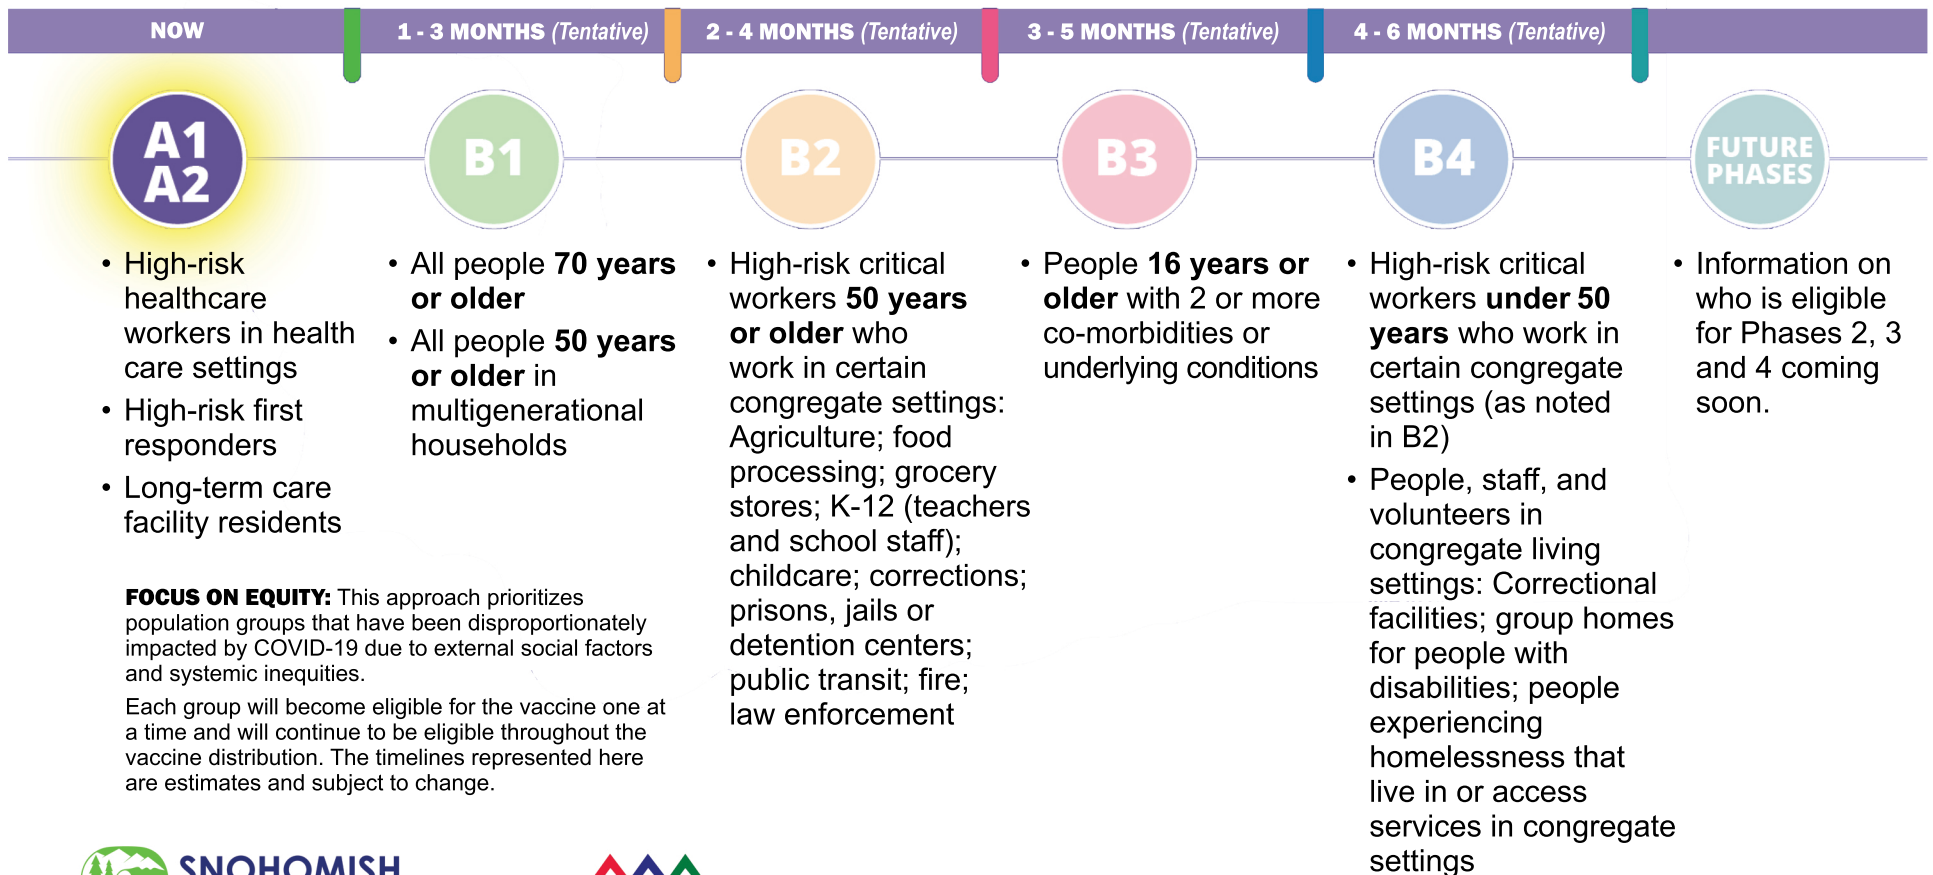 NOW
1 - 3 MONTHS (Tentative)
2 - 4 MONTHS (Tentative)
3 - 5 MONTHS (Tentative)
4 - 6 MONTHS (Tentative)
A1
A2
B1
B2
B3
B4
FUTURE
PHASES
• High-risk
healthcare
workers in health
care settings
• High-risk first
responders
• Long-term care
facility residents
• All people 70 years
or older
• All people 50 years
or older in
multigenerational
households
• High-risk critical
workers 50 years
or older who
work in certain
congregate settings:
Agriculture; food
processing; grocery
stores; K-12 (teachers
and school staff);
childcare; corrections;
prisons, jails or
detention centers;
public transit; fire;
law enforcement
• People 16 years or
older with 2 or more
co-morbidities or
underlying conditions
• High-risk critical
workers under 50
years who work in
certain congregate
settings (as noted
in B2)
• People, staff, and
volunteers in
congregate living
settings: Correctional
facilities; group homes
for people with
disabilities; people
experiencing
homelessness that
live in or access
services in congregate
settings
• Information on
who is eligible
for Phases 2, 3
and 4 coming
soon.
FOCUS ON EQUITY: This approach prioritizes
population groups that have been disproportionately
impacted by COVID-19 due to external social factors
and systemic inequities.
Each group will become eligible for the vaccine one at
a time and will continue to be eligible throughout the
vaccine distribution. The timelines represented here
are estimates and subject to change.
SNOHOMISH